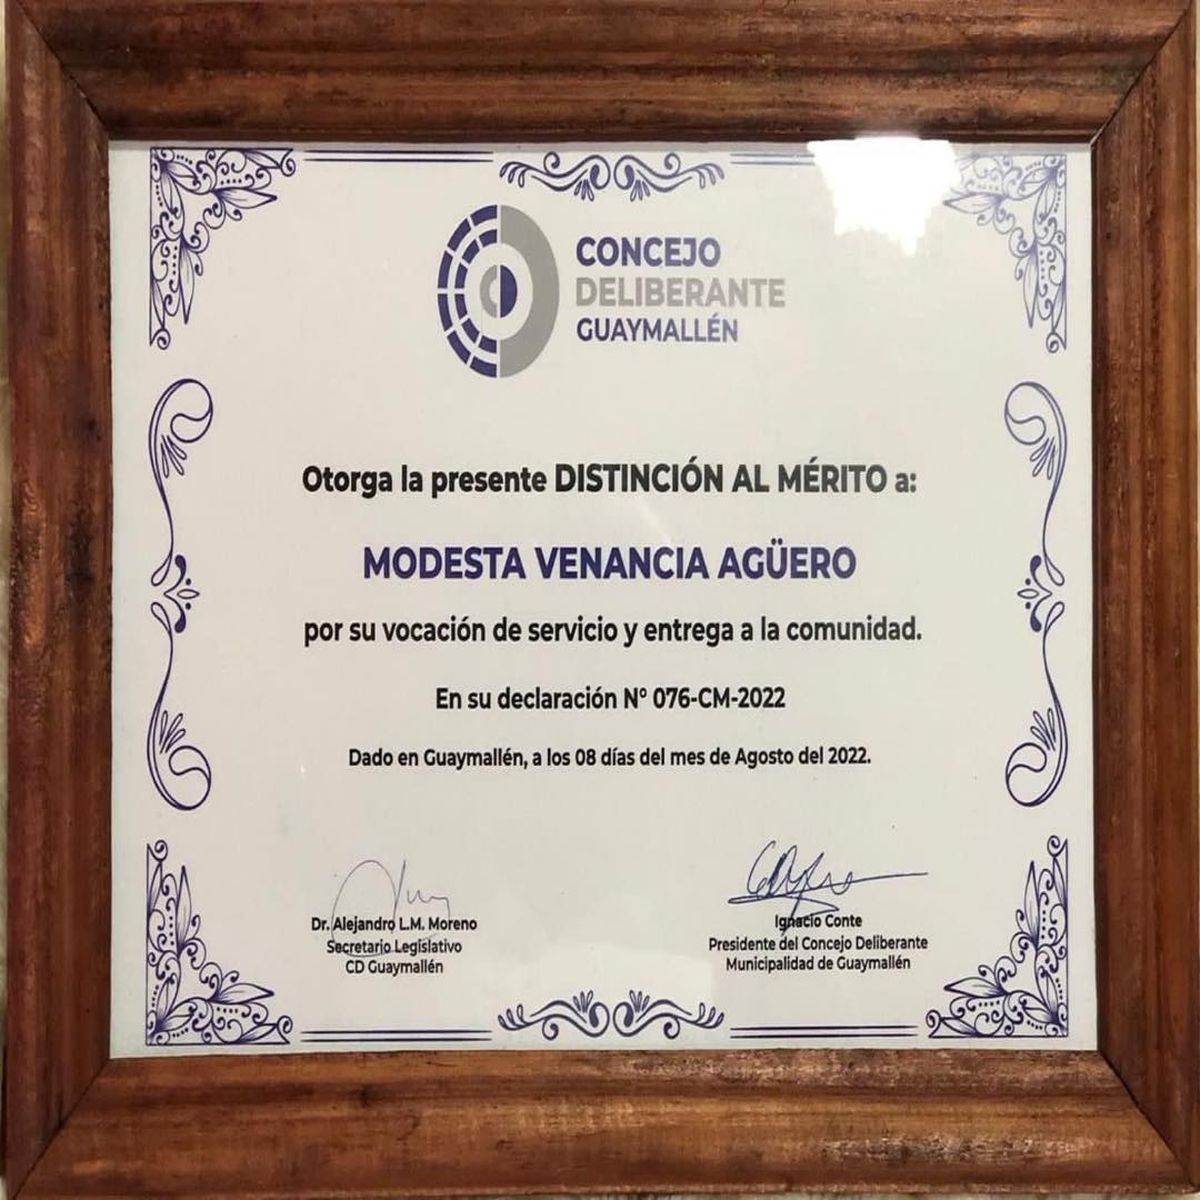 CONCEJO
DELIBERANTE
GUAYMALLÉN
Otorga la presente DISTINCIÓN AL MÉRITO a:
MODESTA VENANCIA AGÜERO
por su vocación de servicio y entrega a la comunidad.
En su declaración N° 076-CM-2022
Dado en Guaymallén, a los 08 días del mes de Agosto del 2022.
Dr. Alejandro L.M. Moreno
Secretario Legislativo
CD Guaymallén
Ignacio Conte
Presidente del Concejo Deliberante
Municipalidad de Guaymallén